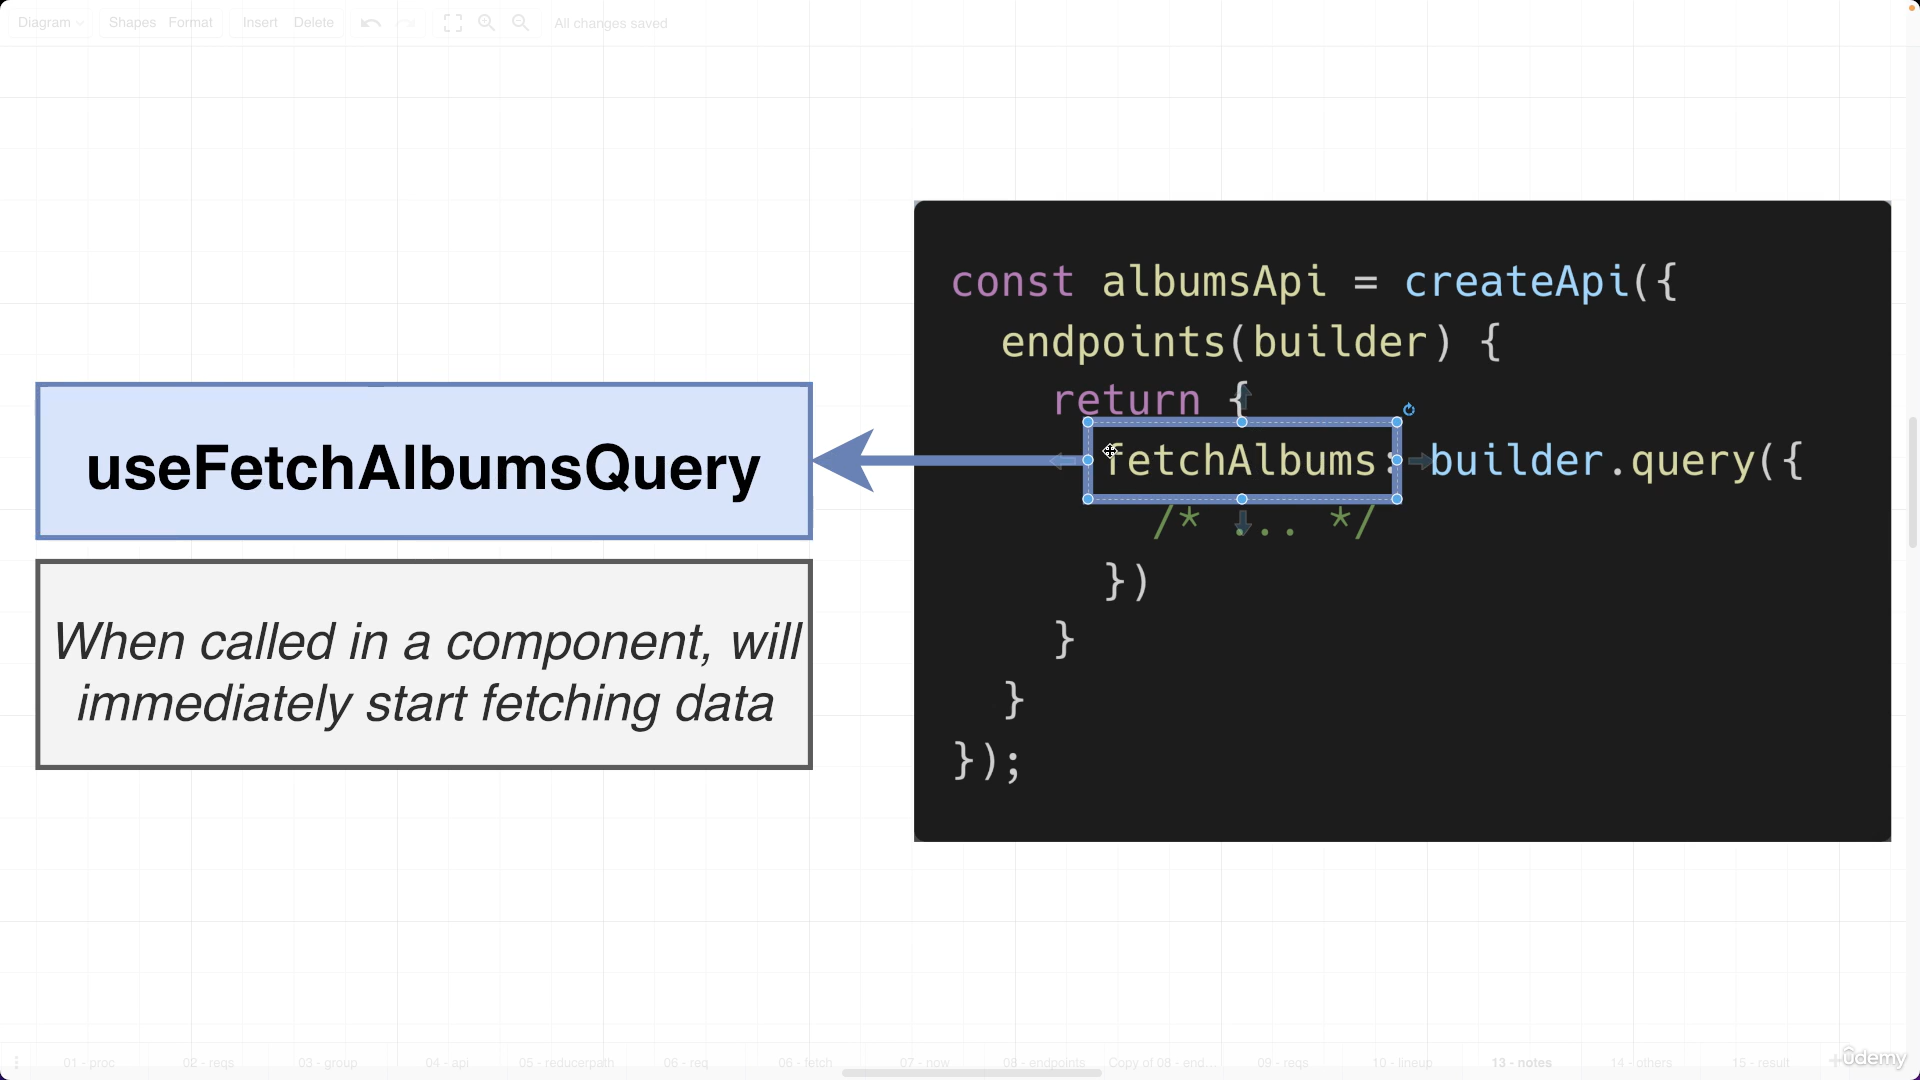 Diagram
Shapes
Format
Insert
Delete
All changes saved
const albumsApi = createApi({
endpoints(builder) {
return {
fetchAlbums: builder.query({
/* ... */
})
}
}
});
useFetchAlbumsQuery
When called in a component, will
immediately start fetching data
01 - proc
02 - reqs
03 - group
04 - api
05 - reducerpath
06 - req
06 - fetch
07 - now
08 - endpoints
Copy of 08 - end...
09 - reqs
10 - lineup
13 - notes
14 - others
15 - result
ûdemy